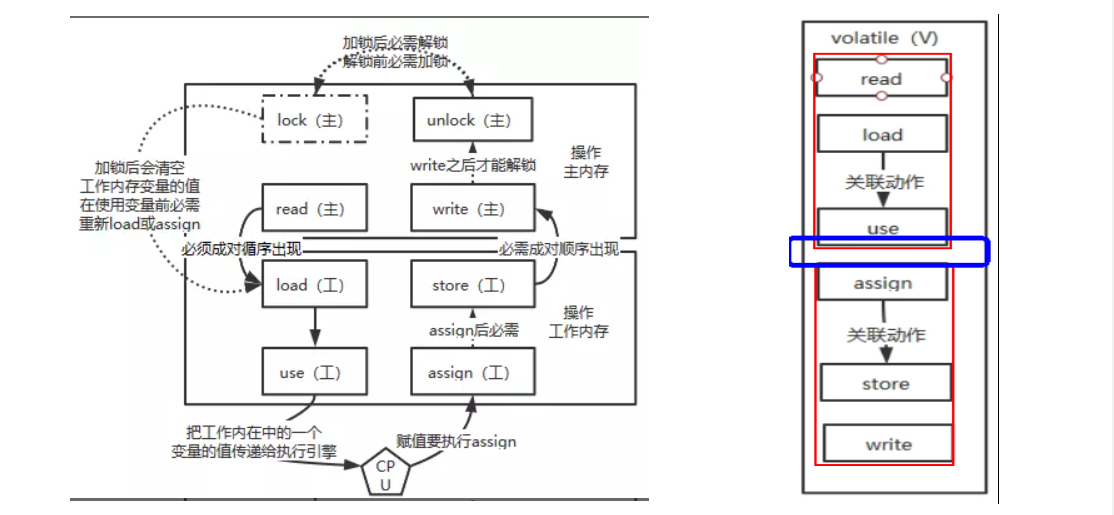 加锁后必需解锁
解锁前必需加锁
lock（主）
unlock（主）
操作
主内存
write之后才能解锁
加锁后会清空
工作内存变量的值
在使用变量前必需
重新load或assign
read（主）
write（主）
必须成对循序出现
必需成对顺序出现
load（工）
store（工）
操作
工作内存
assign后必需
use（工）
assign（工）
把工作内在中的一个
变量的值传递给执行引擎
赋值要执行assign
CP
U
volatile（V）
read
load
关联动作
use
assign
关联动作
store
write